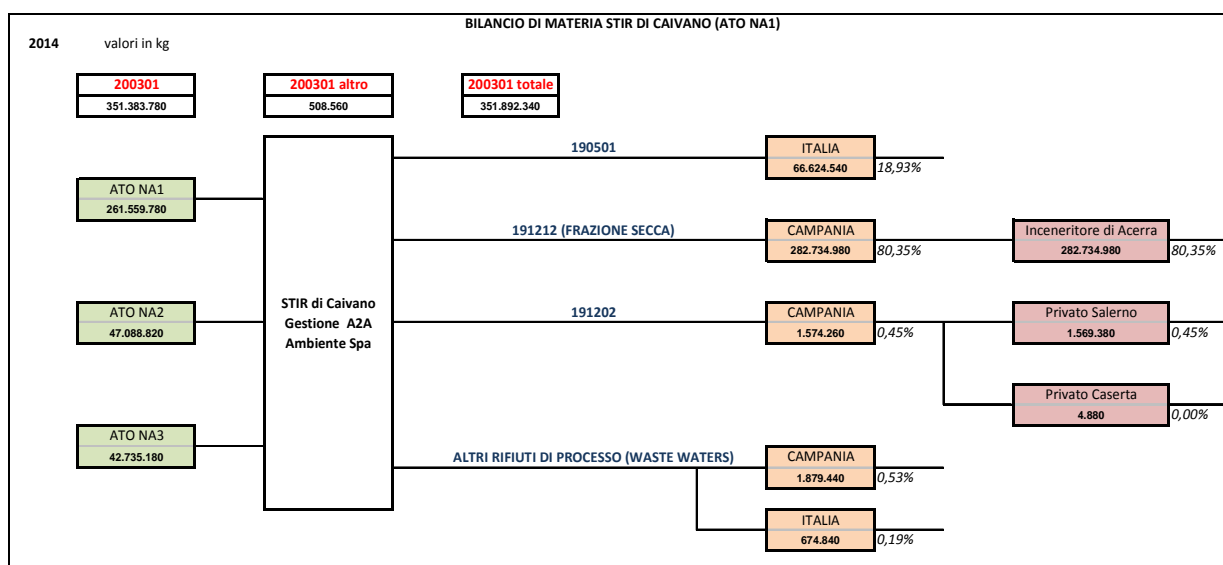 BILANCIO DI MATERIA STIR DI CAIVANO (ATO NA1)
2014 valori in kg
200301 200301 altro 200301 totale
351.383.780 508.560 351.892.340
190501
ITALIA
66.624.540 18,93%
ATO NA1
261.559.780
191212 (FRAZIONE SECCA)
CAMPANIA
282.734.980 80,35%
Inceneritore di Acerra
282.734.980 80,35%
STIR di Caivano
Gestione A2A
Ambiente Spa
ATO NA2
47.088.820
191202
CAMPANIA
1.574.260 0,45%
Privato Salerno
1.569.380 0,45%
Privato Caserta
4.880 0,00%
ATO NA3
42.735.180
ALTRI RIFIUTI DI PROCESSO (WASTE WATERS)
CAMPANIA
1.879.440 0,53%
ITALIA
674.840 0,19%